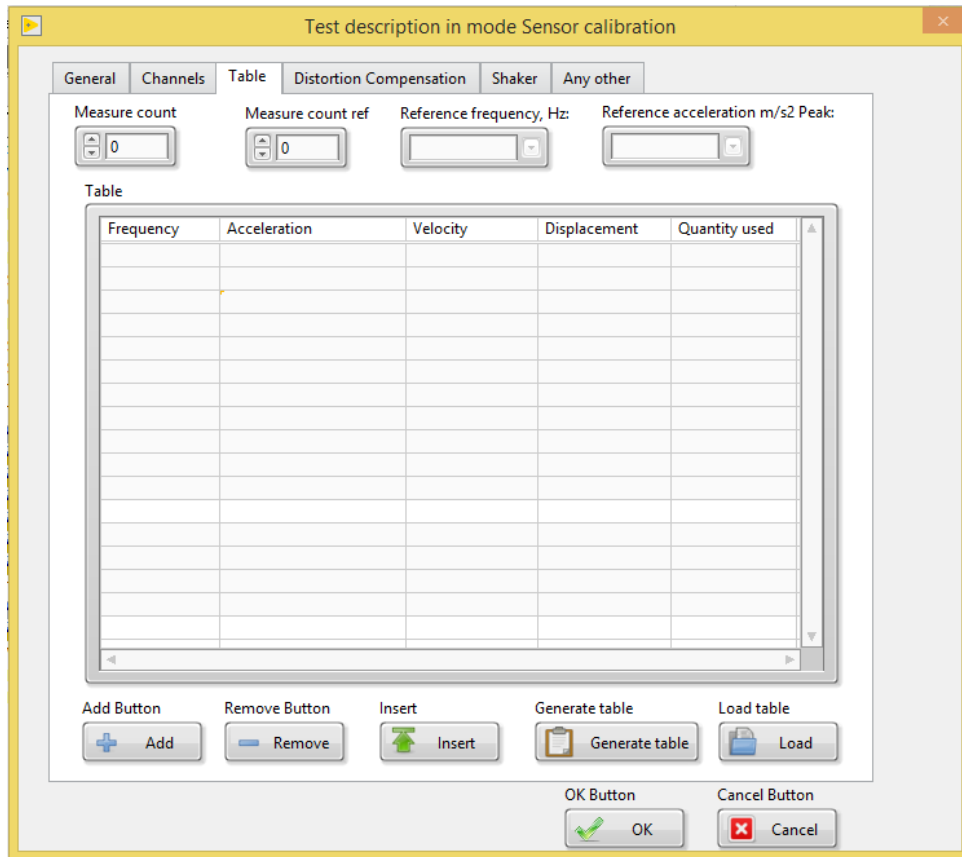 Test description in mode Sensor calibration
General Channels Table Distortion Compensation Shaker Any other
Measure count Measure count ref Reference frequency, Hz: Reference acceleration m/s2 Peak:
0 0
Table
Frequency Acceleration Velocity Displacement Quantity used
Add Button Remove Button Insert Generate table Load table
Add Remove Insert Generate table Load
OK Button Cancel Button
OK Cancel